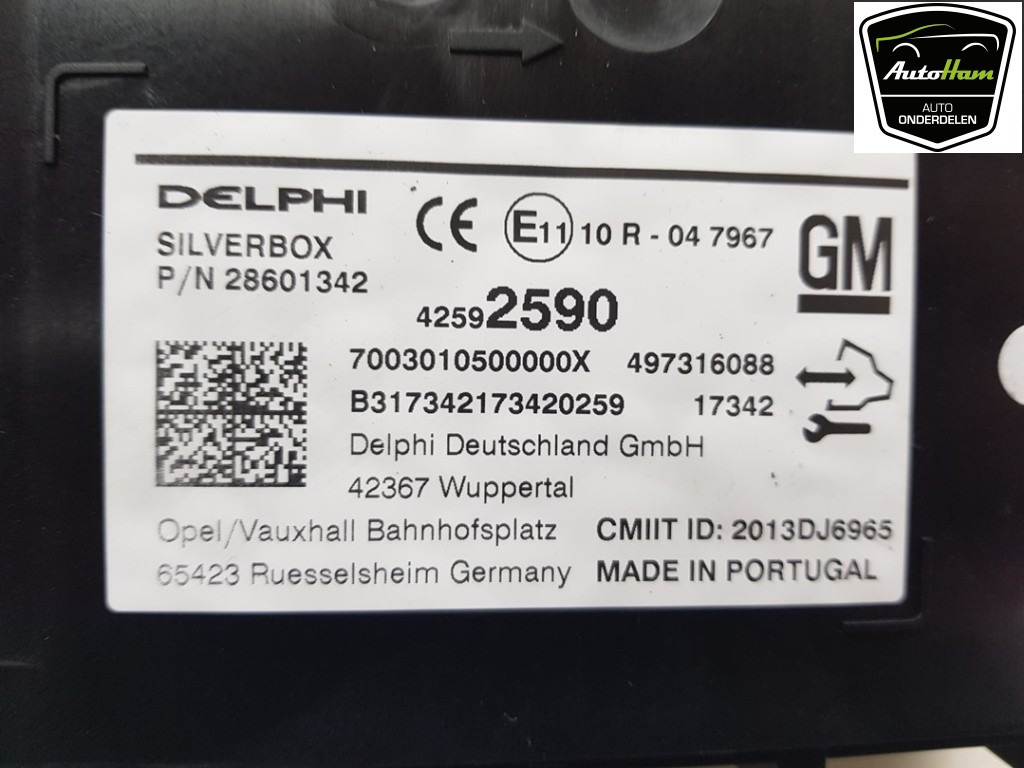 AutoHam
AUTO
ONDERDELEN
DELPHI
SILVERBOX
P/N 28601342
CE E11 10 R - 04 7967
GM
42592590
7003010500000X 497316088
B317342173420259 17342
Delphi Deutschland GmbH
42367 Wuppertal
Opel/Vauxhall Bahnhofsplatz CMIIT ID: 2013DJ6965
65423 Ruesselsheim Germany MADE IN PORTUGAL